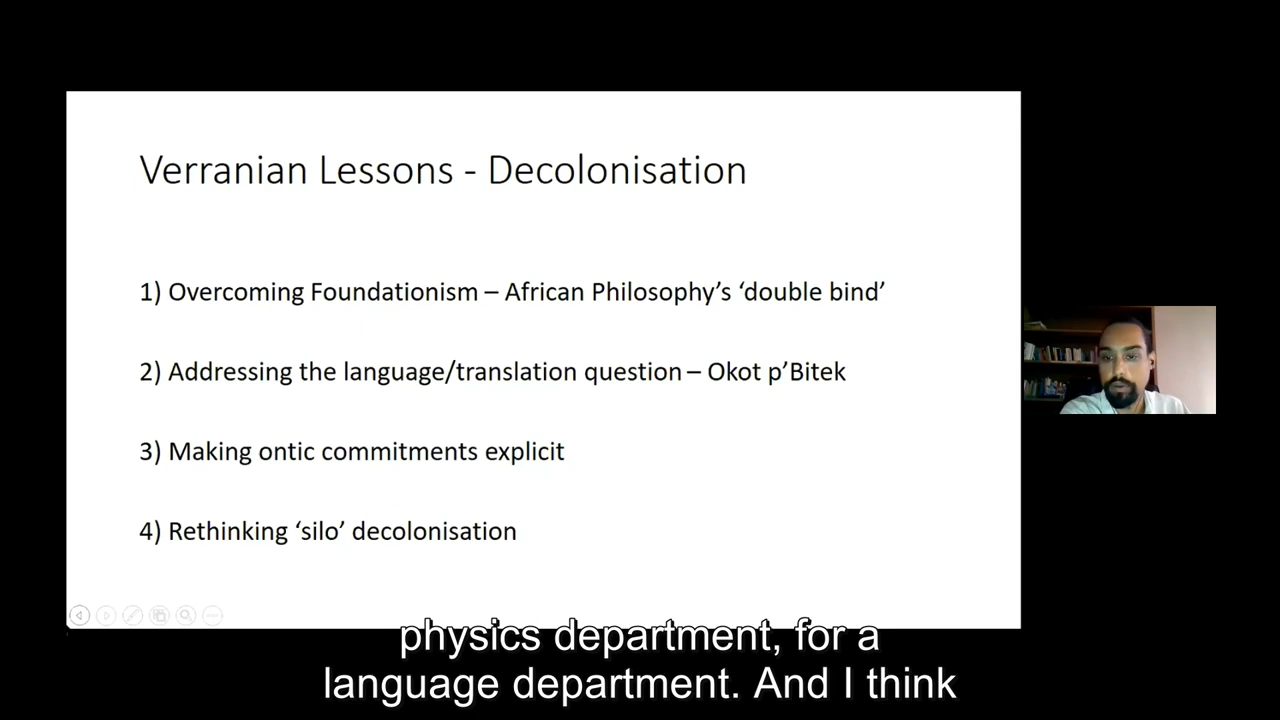 Verranian Lessons - Decolonisation
1) Overcoming Foundationism – African Philosophy’s ‘double bind’
2) Addressing the language/translation question – Okot p’Bitek
3) Making ontic commitments explicit
4) Rethinking ‘silo’ decolonisation
physics department, for a
language department. And I think